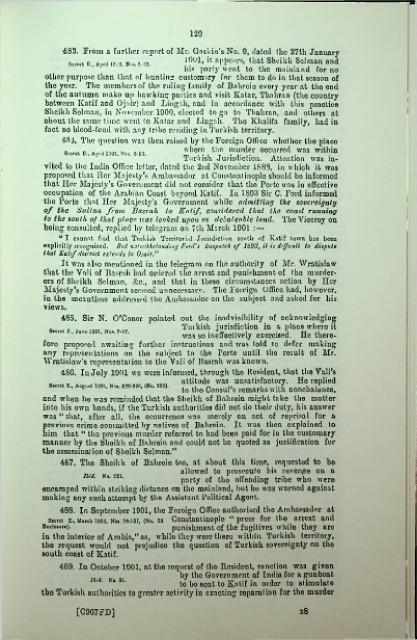 129
483. From a further report of Mr. Gaskin's No. 9, dated the 27th January
Secret E., April 1901, Nos. 5-13.
1901, it appears, that Sheikh Selman and
his party went to the mainland for no
other purpose than that of hunting customary for them to do in that season of
the year. The members of the ruling family of Bahrein every year at the end
of the autumn make up hawking parties and visit Katar, Thahran (the country
between Katif and Ojair) and Lingah, and in accordance with this practice
Sheikh Selman, in November 1900, elected to go to Thahran, and others at
about the same time went to Katar and Lingah. The Khalifa family, had in
fact no blood-feud with any tribe residing in Turkish territory.
484. The question was then raised by the Foreign Office whether the place
Secret E., April 1901, Nos. 5-13.
where the murder occurred was within
Turkish Jurisdiction. Attention was in-
vited to the India Office letter, dated the 2nd November 1888, in which it was
proposed that Her Majesty's Ambassador at Constantinople should be informed
that Her Majesty's Government did not consider that the Porte was in effective
occupation of the Arabian Coast beyond Katif. In 1893 Sir C. Ford informed
the Porte that Her Majesty's Government while admitting the sovereignty
of the Sultan from Basrah to Katif, considered that the coast running
to the south of that place was looked upon as debateable land. The Viceroy on
being consulted, replied by telegram on 7th March 1901 :—
"I cannot find that Turkish Territorial Jurisdiction south of Katif town has been
explicitly recognised. But notwithstanding Ford's despatch of 1893, it is difficult to dispute
that Katif district extends to Ojair."
It was also mentioned in the telegram on the authority of Mr. Wratislaw
that the Vali of Basrah had ordered the arrest and punishment of the murder-
ers of Sheikh Selman, &c., and that in these circumstances action by Her
Majesty's Government seemed unnecessary. The Foreign Office had, however,
in the meantime addressed the Ambassador on the subject and asked for his
views.
485. Sir N. O'Conor pointed out the inadvisibility of acknowledging
Secret E., June 1901, Nos. 7-17.
Turkish jurisdiction in a place where it
was so ineffectively exercised. He there-
fore proposed awaiting further instructions and was told to defer making
any representations on the subject to the Porte until the result of Mr.
Wratislaw's representation to the Vali of Basrah was known.
486. In July 1901 we were informed, through the Resident, that the Vali's
Secret E., August 1901,
attitude was unsatisfactory. He replied
to the Consul's remarks with nonchalance,
and when he was reminded that the Sheikh of Bahrein might take the matter
into his own hands, if the Turkish authorities did not do their duty, his answer
was "that, after all, the occurrence was merely an act of reprisal for a
previous crime committed by natives of Bahrein. It was then explained to
him that "the previous murder referred to had been paid for in the customary
manner by the Sheikh of Bahrein and could not be quoted as justification for
the assassination of Sheikh Selman."
487. The Sheikh of Bahrein too, at about this time, requested to be
Ibid. No. 221.
allowed to prosecute his revenge on a
party of the offending tribe who were
encamped within striking distance on the mainland, but he was warned against
making any such attempt by the Assistant Political Agent.
488. In September 1901, the Foreign Office authorised the Ambassador at
Secret E., March 1902,
Constantinople "press for the arrest and
punishment of the fugitives while they are
in the interior of Arabia," as, while they were there within Turkish territory,
the request would not prejudice the question of Turkish sovereignty on the
south coast of Katif.
489. In October 1901, at the request of the Resident, sanction was given
Ibid.
by the Government of India for a gunboat
to be sent to Katif in order to stimulate
the Turkish authorities to greater activity in exacting reparation for the murder
[C967FD]
28